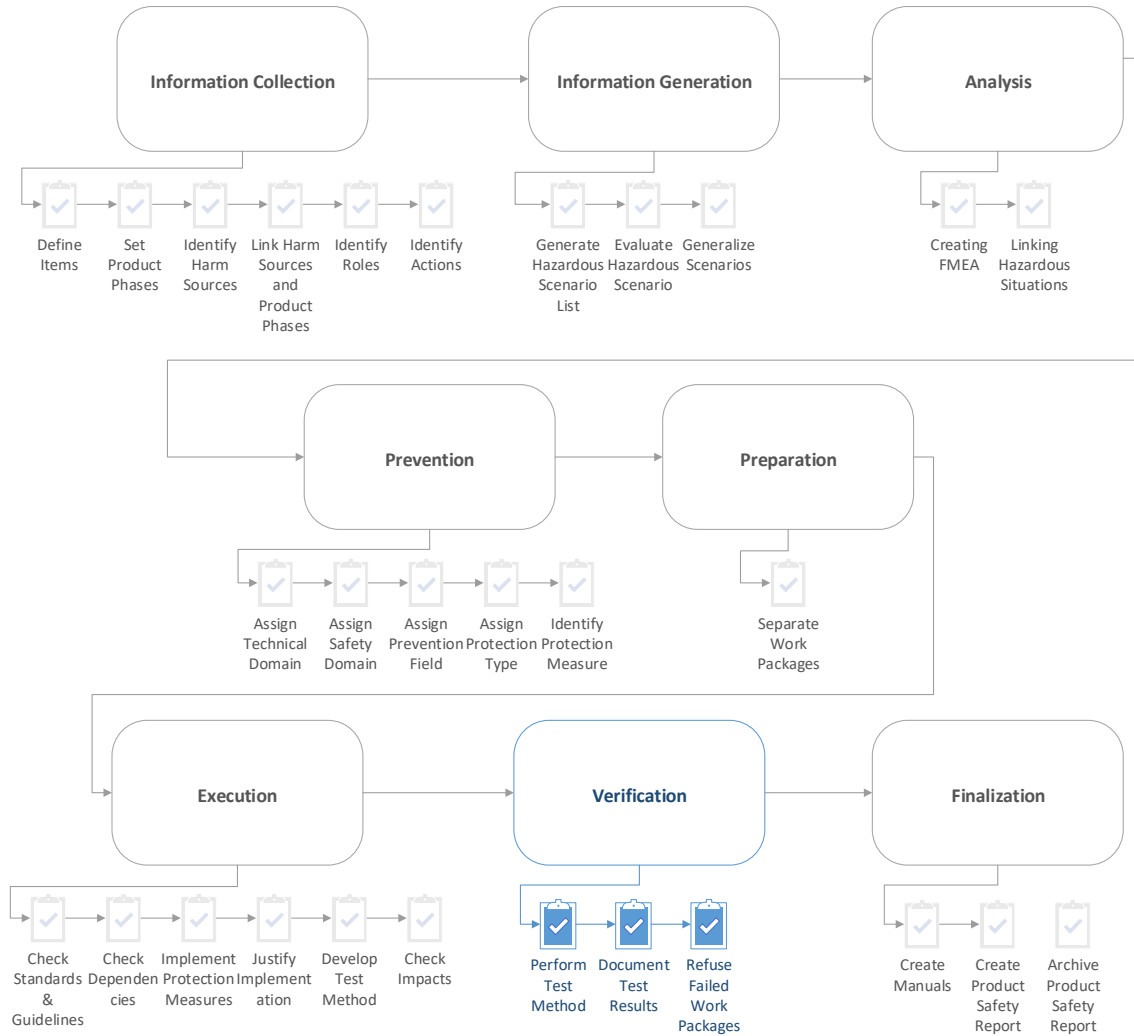 Information Collection
Information Generation
Analysis
Define
Items
Set
Product
Phases
Identify
Harm
Sources
Link Harm
Sources
and
Product
Phases
Identify
Roles
Identify
Actions
Generate
Hazardous
Scenario
List
Evaluate
Hazardous
Scenario
Generalize
Scenarios
Creating
FMEA
Linking
Hazardous
Situations
Prevention
Preparation
Assign
Technical
Domain
Assign
Safety
Domain
Assign
Prevention
Field
Assign
Protection
Type
Identify
Protection
Measure
Separate
Work
Packages
Execution
Verification
Finalization
Check
Standards
&
Guidelines
Check
Dependen
cies
Implement
Protection
Measures
Justify
Implement
ation
Develop
Test
Method
Check
Impacts
Perform
Test
Method
Document
Test
Results
Refuse
Failed
Work
Packages
Create
Manuals
Create
Product
Safety
Report
Archive
Product
Safety
Report